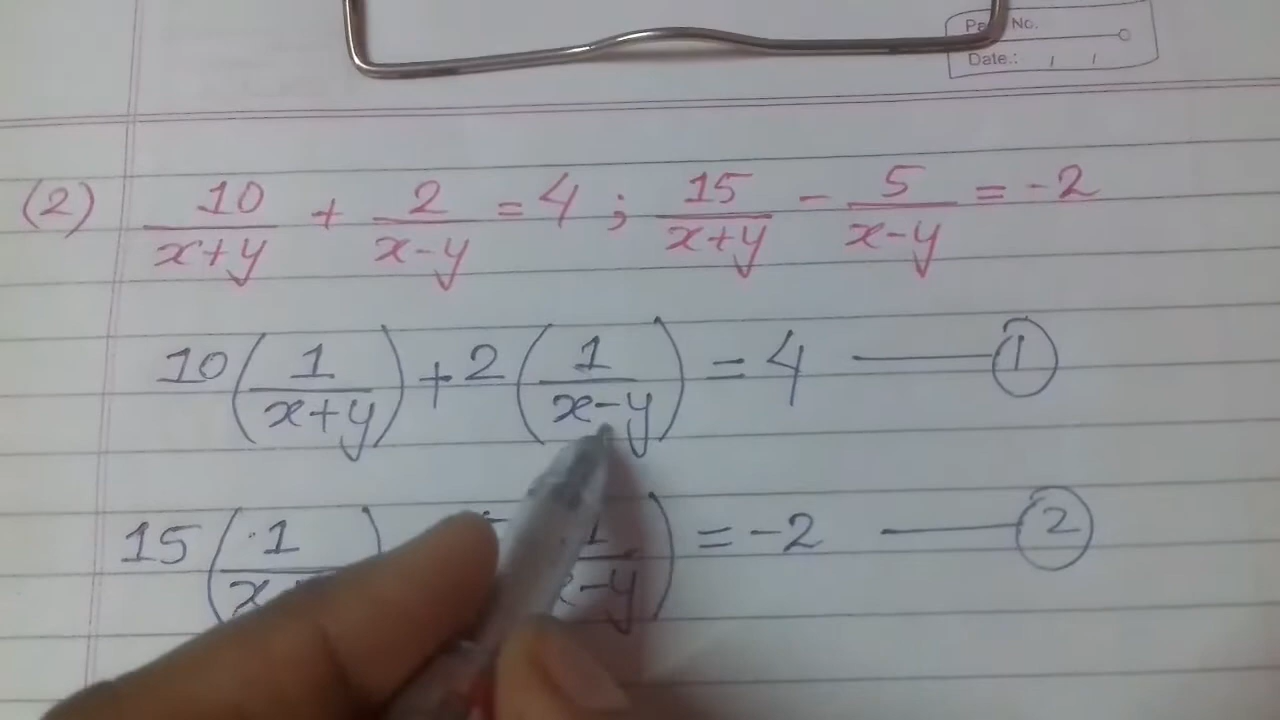 Page No.
Date.: / /
(2) 10/(x+y) + 2/(x-y) = 4 ; 15/(x+y) - 5/(x-y) = -2
10(1/(x+y)) + 2(1/(x-y)) = 4 —— ①
15(1/(x = -2 —— ②